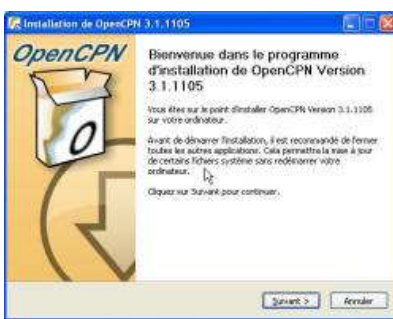 Installation de OpenCPN 3.1.1105
OpenCPN
Bienvenue dans le programme
d'installation de OpenCPN Version
3.1.1105
Vous êtes sur le point d'installer OpenCPN Version 3.1.1105
sur votre ordinateur.
Avant de démarrer l'installation, il est recommandé de fermer
toutes les autres applications. Cela permettra la mise à jour
de certains fichiers système sans redémarrer votre
ordinateur.
Cliquez sur Suivant pour continuer.
Suivant >
Annuler